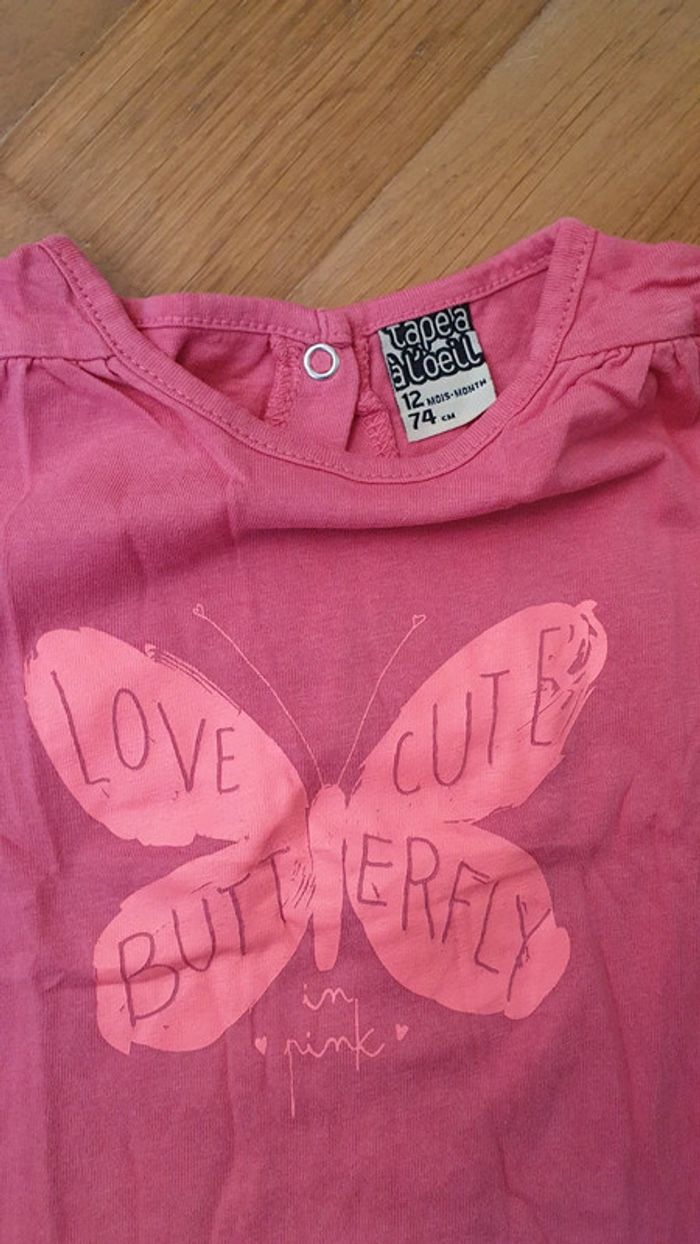 tape à
l'oeil
12 MOIS-MONTH
74 CM
LOVE CUTE
BUTTERFLY
in
pink